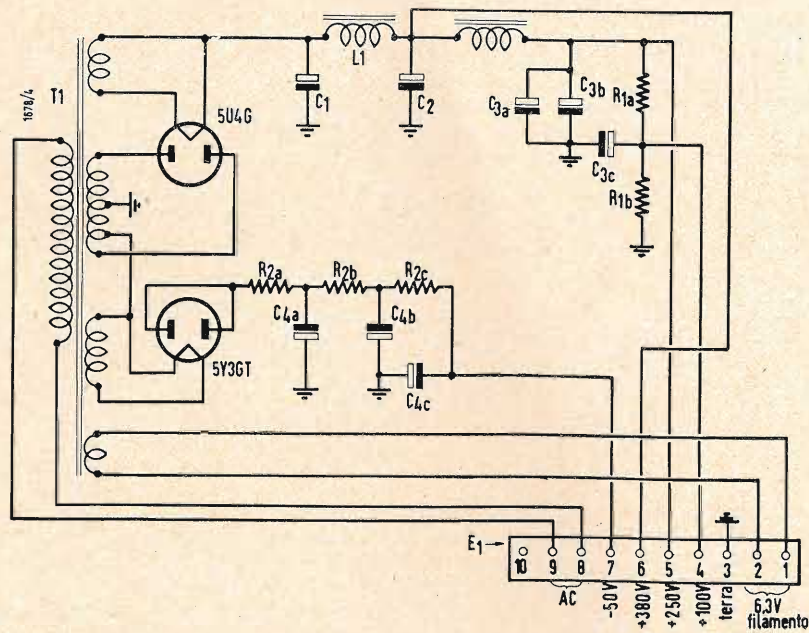 T1
1678/4
5U4G
L1
C1
C2
C3a
C3b
C3c
R1a
R1b
R2a
R2b
R2c
C4a
C4b
C4c
5Y3GT
E1
10 9 8 7 6 5 4 3 2 1
AC
-50V
+380V
+250V
+100V
terra
6.3V
filamento